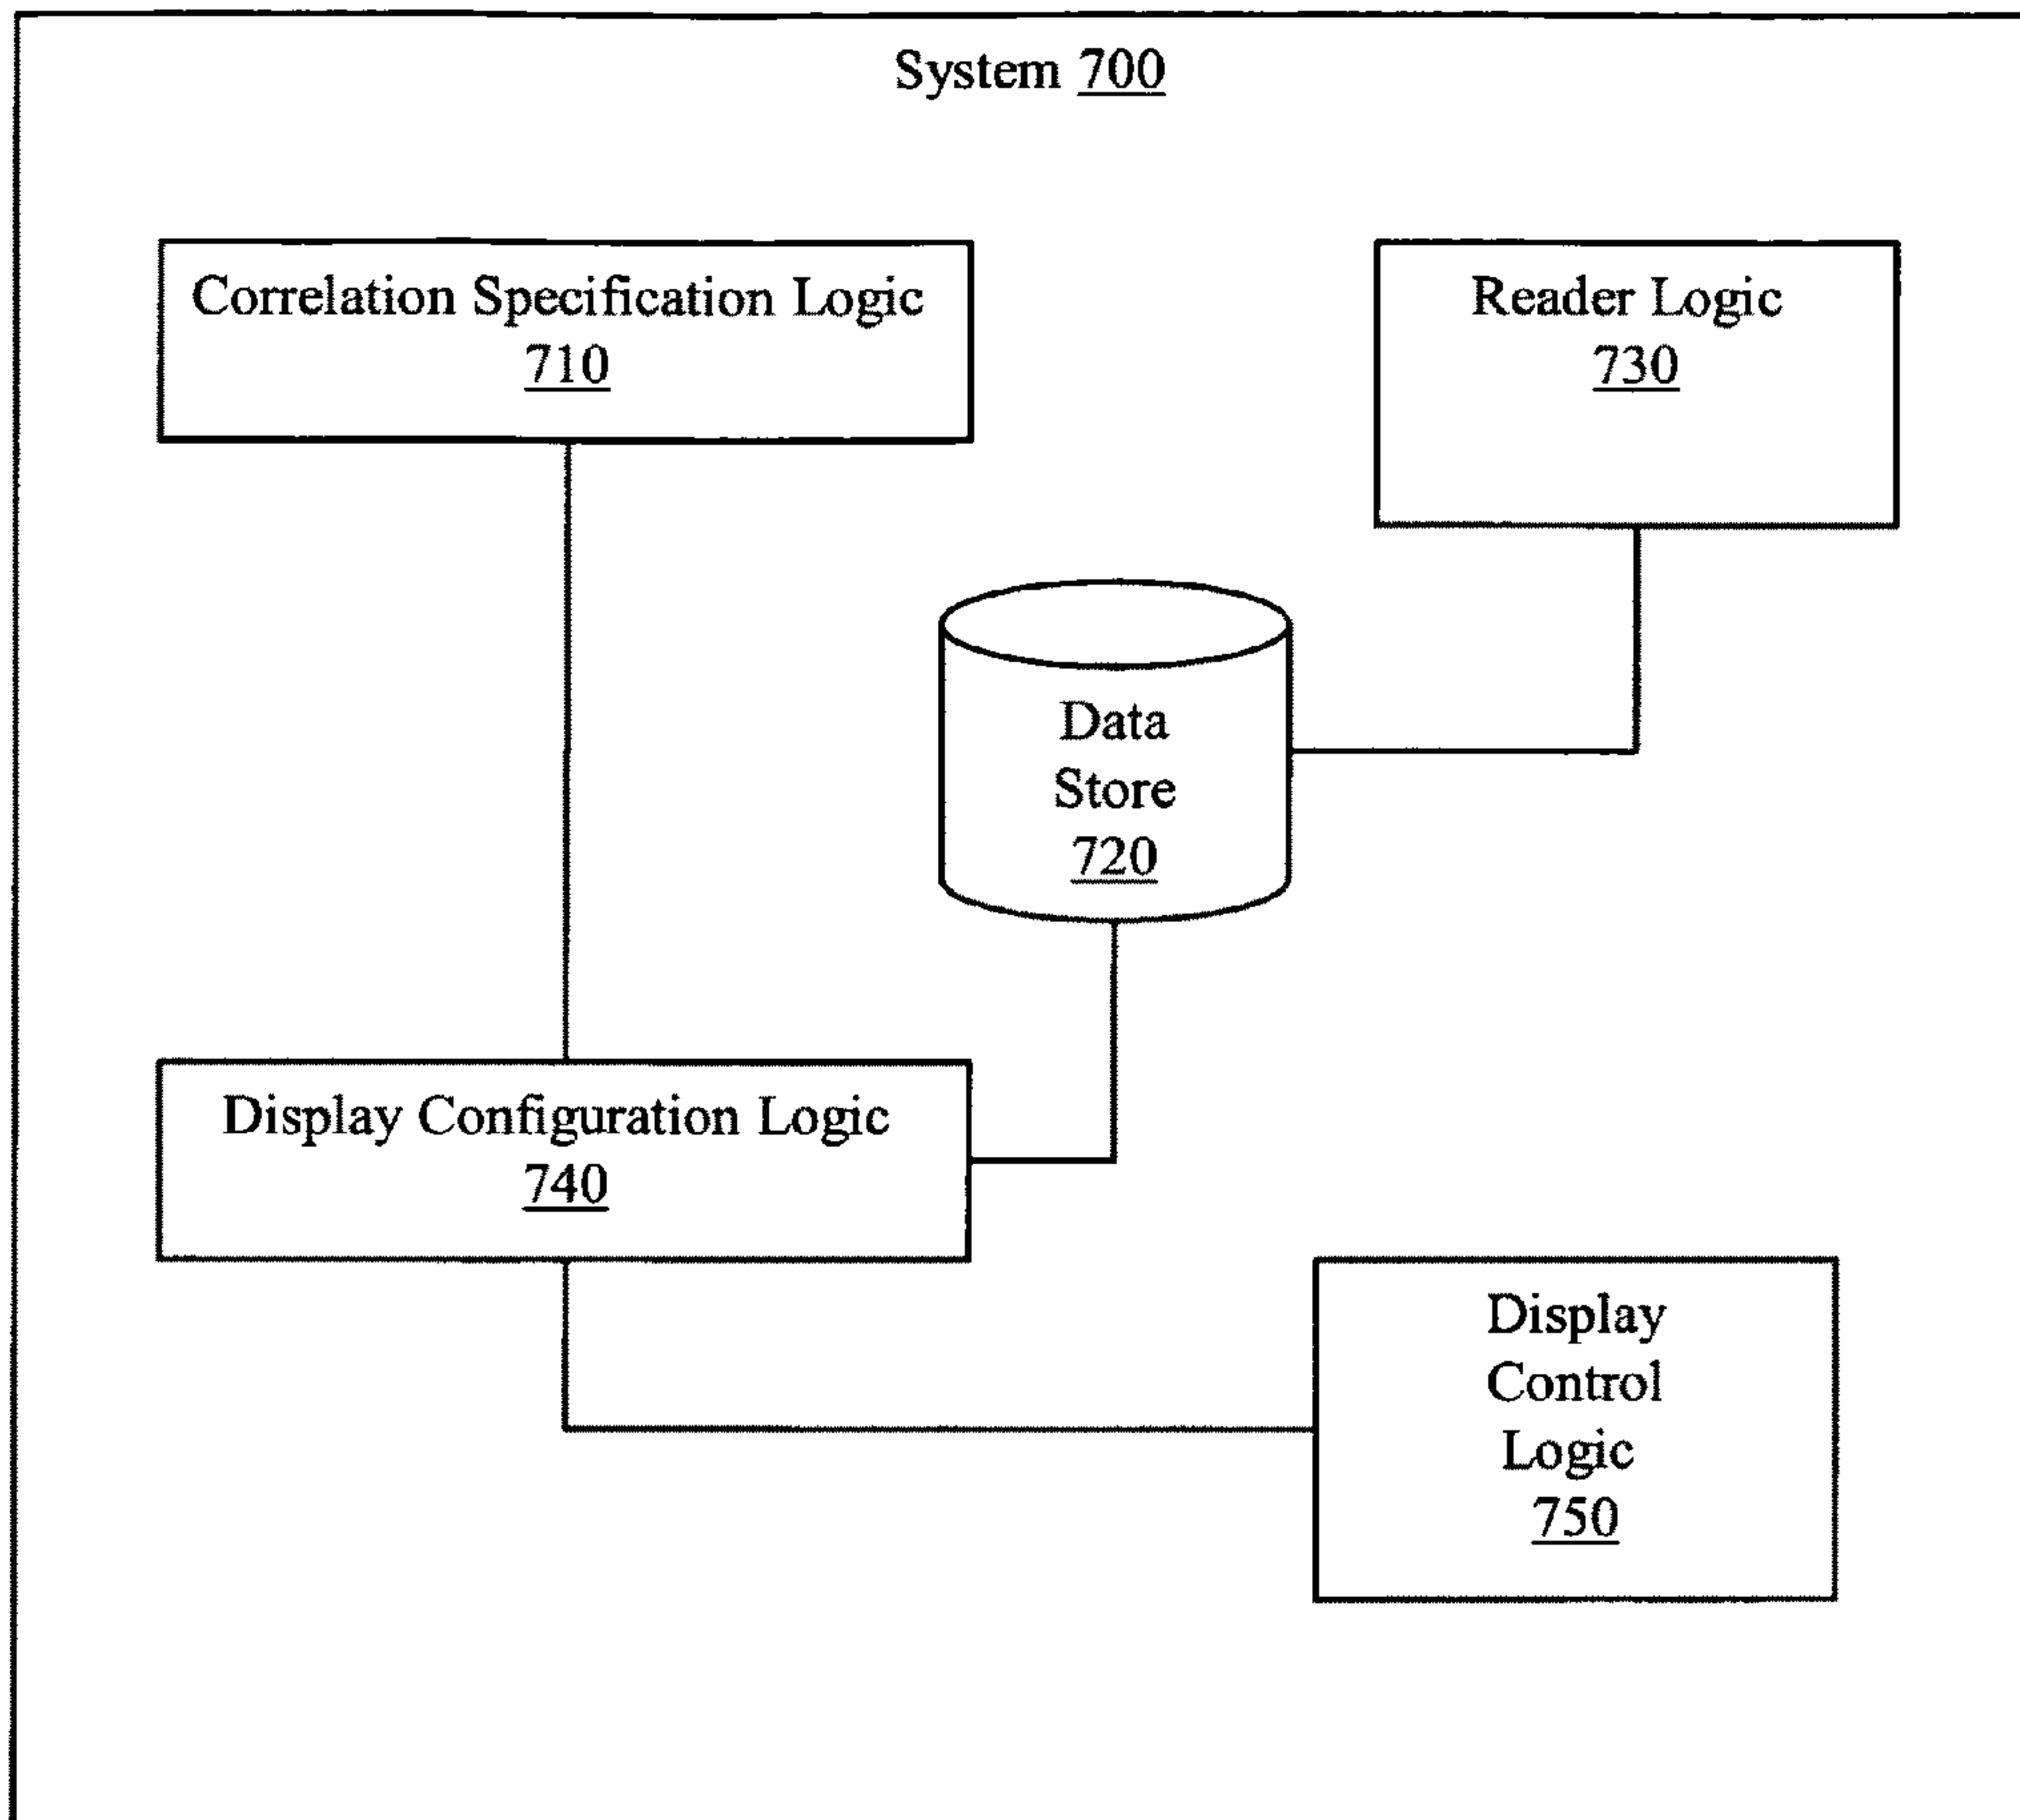 System 700
Correlation Specification Logic
710
Reader Logic
730
Data
Store
720
Display Configuration Logic
740
Display
Control
Logic
750